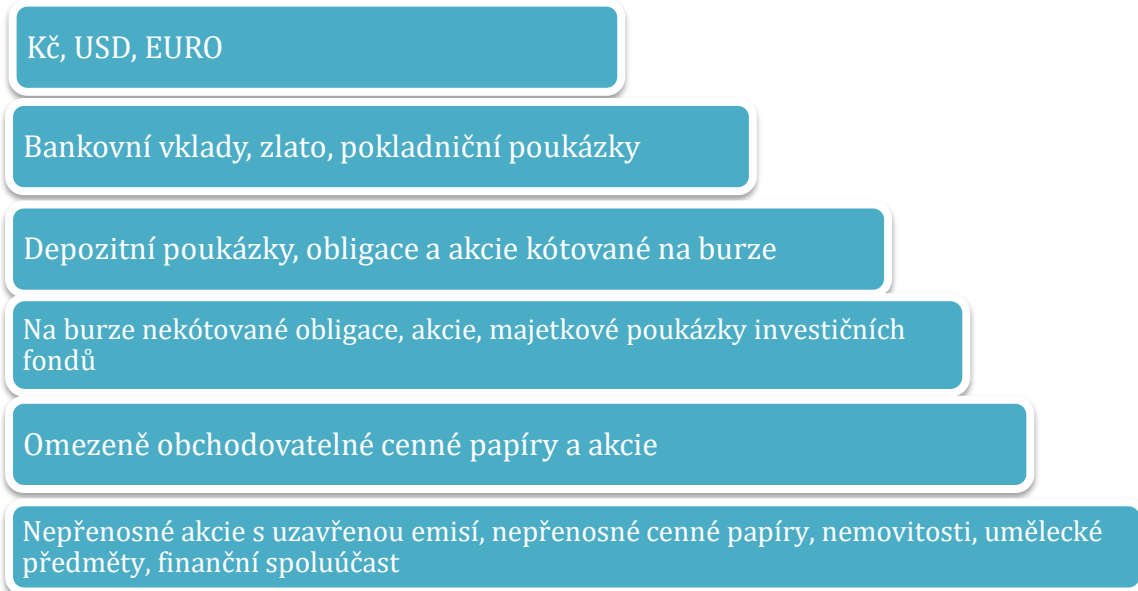 Kč, USD, EURO
Bankovní vklady, zlato, pokladniční poukázky
Depozitní poukázky, obligace a akcie kótované na burze
Na burze nekótované obligace, akcie, majetkové poukázky investičních
fondů
Omezeně obchodovatelné cenné papíry a akcie
Nepřenosné akcie s uzavřenou emisí, nepřenosné cenné papíry, nemovitosti, umělecké
předměty, finanční spoluúčast